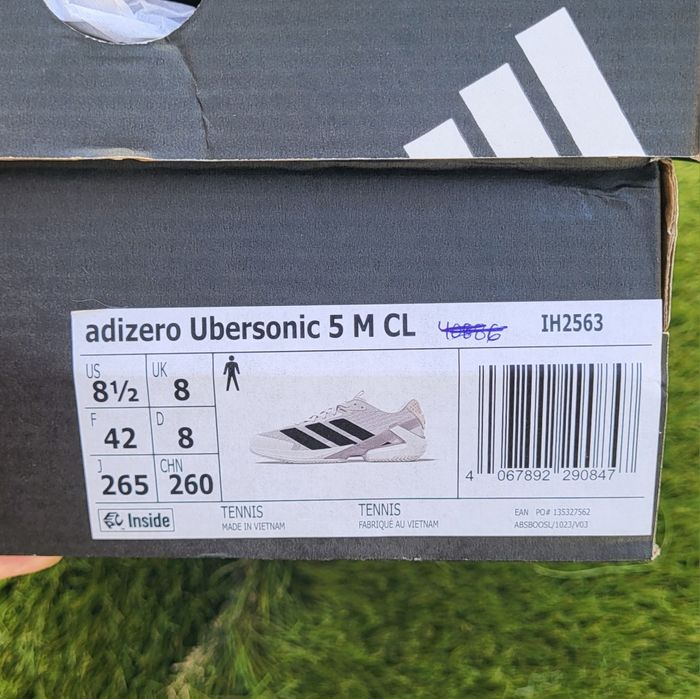 adizero Ubersonic 5 M CL IH2563
US 8½ UK 8
F 42 D 8
J 265 CHN 260
Inside
TENNIS TENNIS
MADE IN VIETNAM FABRIQUÉ AU VIETNAM
4 067892 290847
EAN PO# 135327562
ABSBOOSL/1023/V03